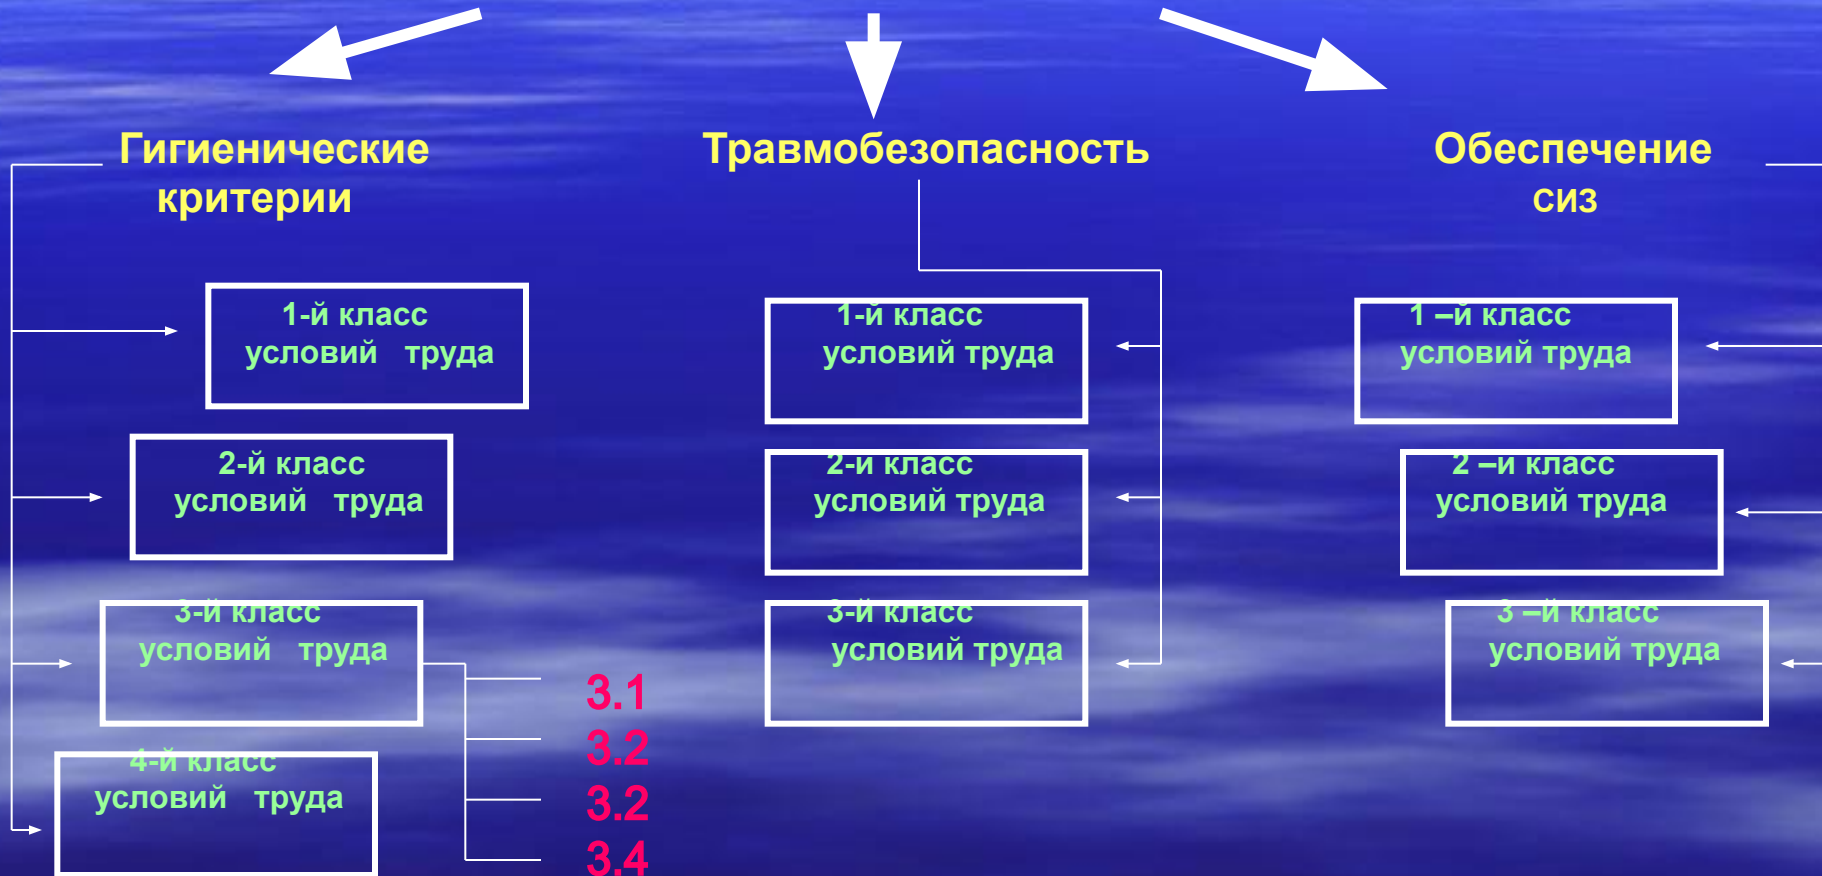 Гигиенические
критерии
1-й класс
условий труда
2-й класс
условий труда
3-й класс
условий труда
3.1
3.2
3.2
3.4
4-й класс
условий труда
Травмобезопасность
1-й класс
условий труда
2-й класс
условий труда
3-й класс
условий труда
Обеспечение
СИЗ
1 –й класс
условий труда
2 –й класс
условий труда
3 –й класс
условий труда